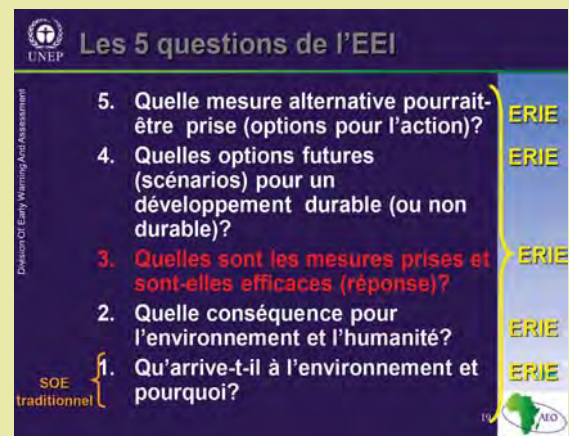 UNEP
Les 5 questions de l'EEI
Division Of Early Warning And Assessment
5. Quelle mesure alternative pourrait-
être prise (options pour l'action)?
ERIE
4. Quelles options futures
(scénarios) pour un
développement durable (ou non
durable)?
ERIE
3. Quelles sont les mesures prises et
sont-elles efficaces (réponse)?
ERIE
2. Quelle conséquence pour
l'environnement et l'humanité?
ERIE
1. Qu'arrive-t-il à l'environnement et
pourquoi?
ERIE
SOE
traditionnel
19
AEO